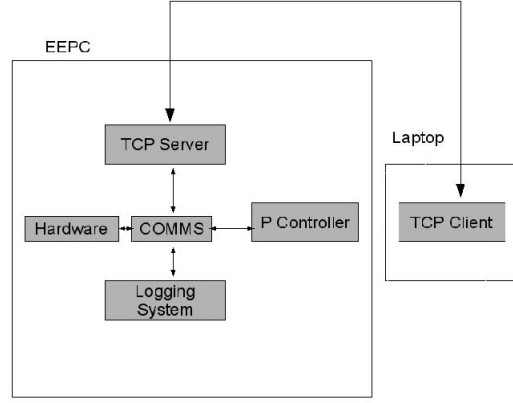 EEPC
TCP Server
Laptop
Hardware
COMMS
P Controller
TCP Client
Logging
System